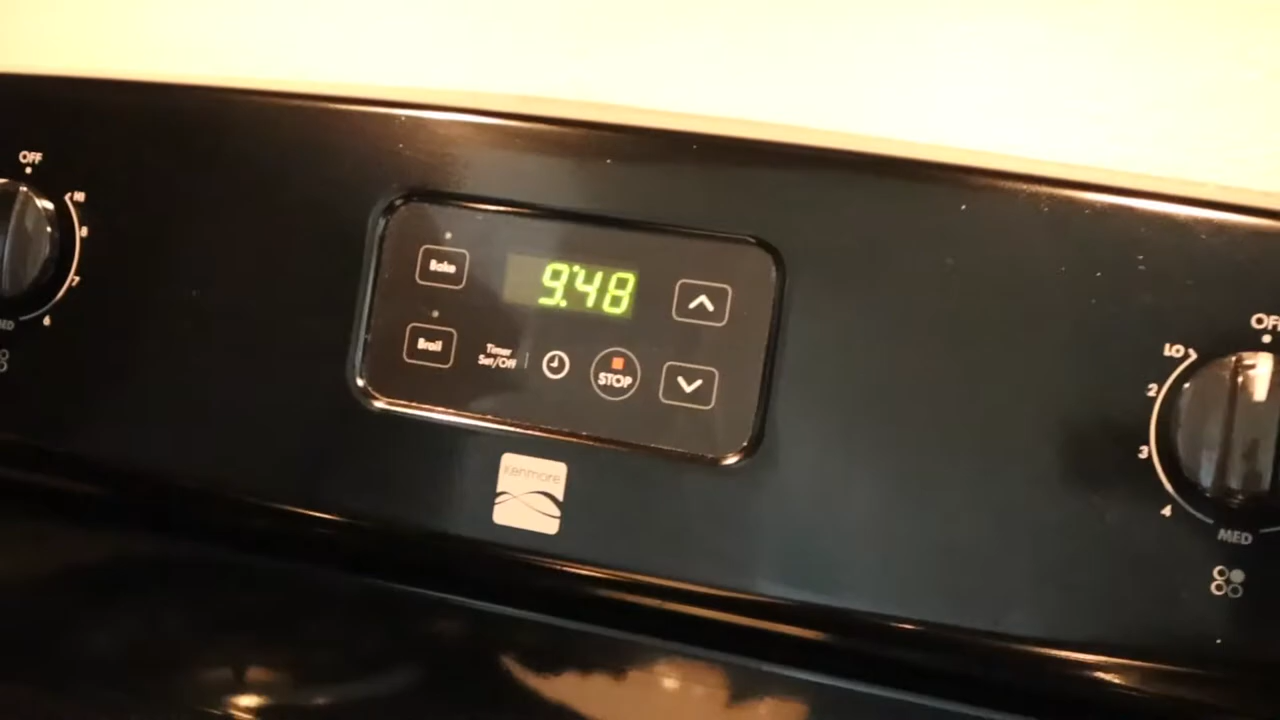 OFF
HI
8
7
6
MED
Bake
9:48
Broil
Timer
Set/Off
STOP
Kenmore
OFF
LO
2
3
4
MED